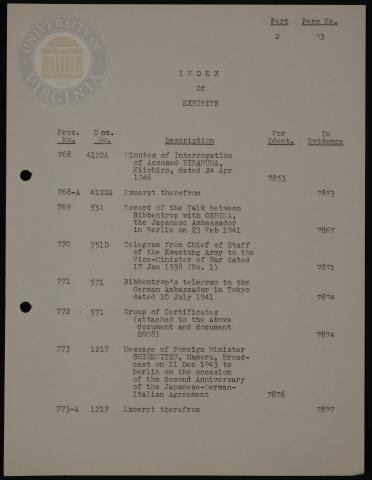 UNIVERSITY OF VIRGINIA
Part Page No.
2 93
I N D E X
Of
EXHIBITS
Pros. No. Doc. No. Description For Ident. In Evidence
768 4122A Minutes of Interrogation
of Accused HIRANUMA,
Kiichiro, dated 24 Apr
1946 7853
768-A 4122A Excerpt therefrom 7853
769 531 Record of the Talk between
Ribbentrop with OSHIMA,
the Japanese Ambassador
in Berlin on 23 Feb 1941 7867
770 751D Telegram from Chief of Staff
of the Kwantung Army to the
Vice-Minister of War dated
17 Jan 1938 (No. 1) 7871
771 571 Ribbentrop's telegram to the
German Ambassador in Tokyo
dated 10 July 1941 7874
772 571 Group of Certificates
(attached to the above
document and document
2608) 7874
773 1217 Message of Foreign Minister
SHIGEMITSU, Mamoru, Broad-
cast on 11 Dec 1943 to
Berlin on the occasion
of the Second Anniversary
of the Japanese-German-
Italian Agreement 7876
773-A 1217 Excerpt therefrom 7877